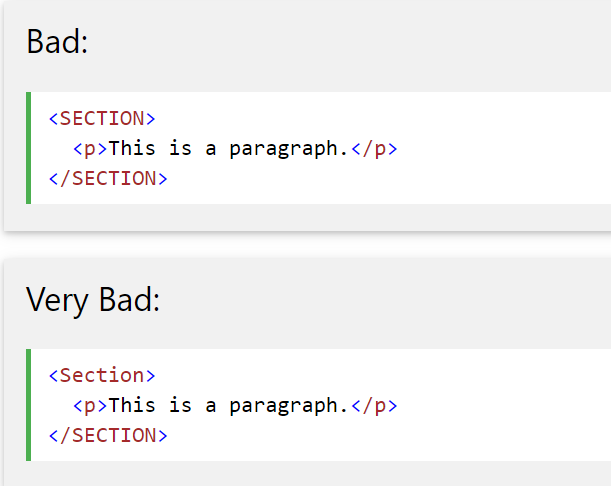 Bad:
<SECTION>
  <p>This is a paragraph.</p>
</SECTION>
Very Bad:
<Section>
  <p>This is a paragraph.</p>
</SECTION>